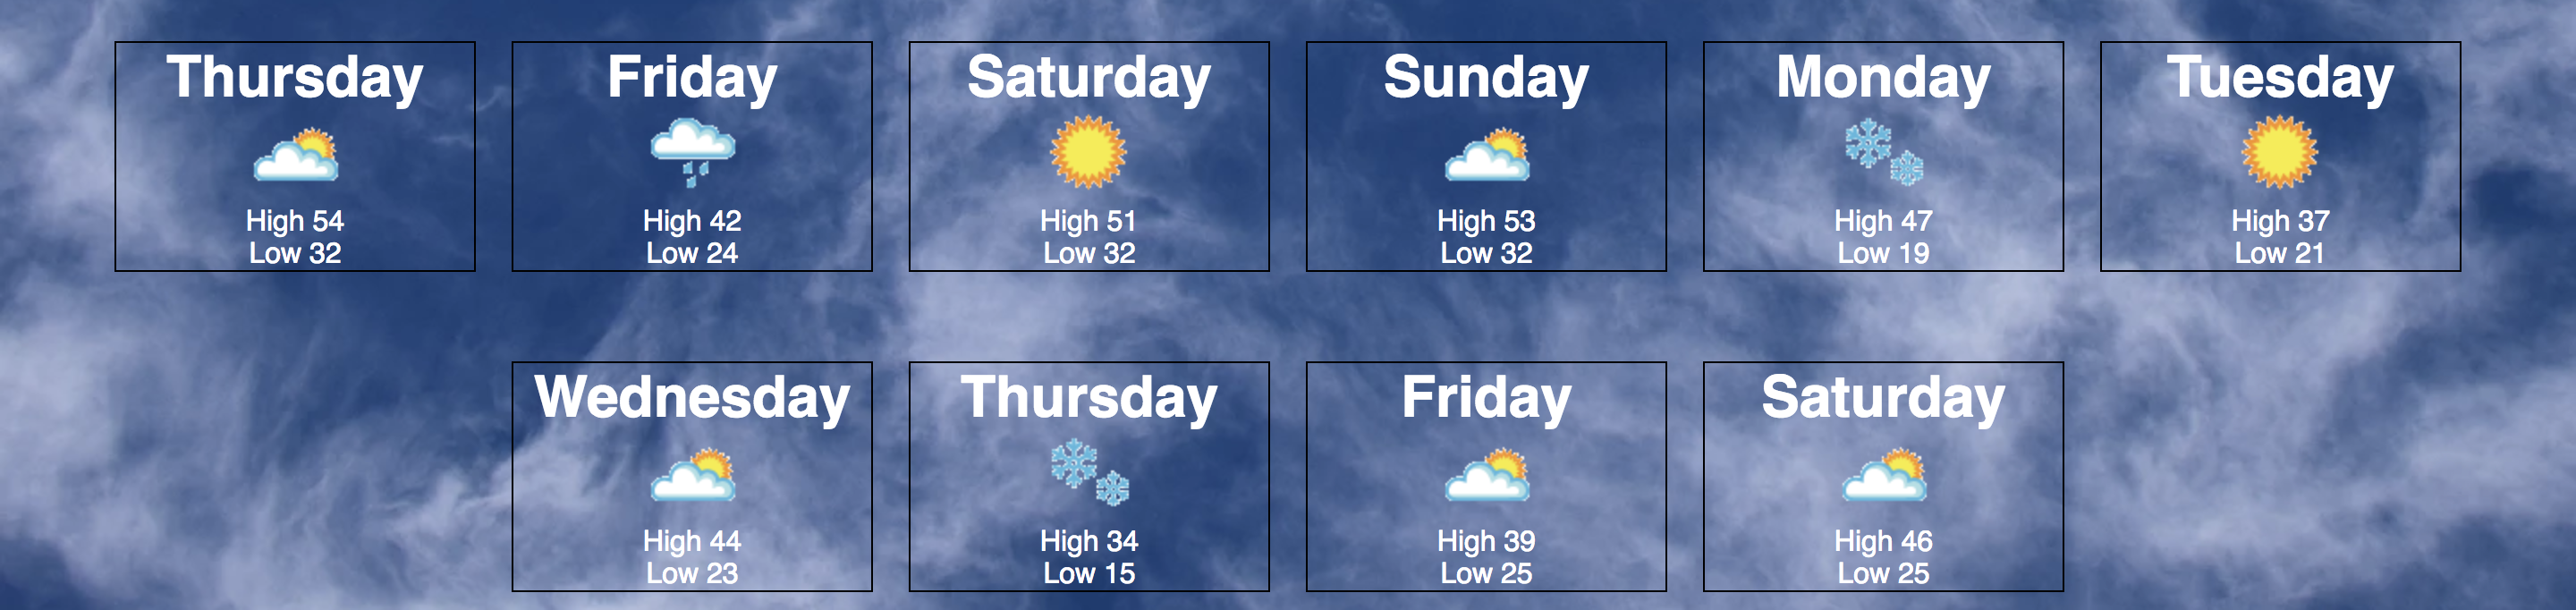 Thursday
High 54
Low 32
Friday
High 42
Low 24
Saturday
High 51
Low 32
Sunday
High 53
Low 32
Monday
High 47
Low 19
Tuesday
High 37
Low 21
Wednesday
High 44
Low 23
Thursday
High 34
Low 15
Friday
High 39
Low 25
Saturday
High 46
Low 25